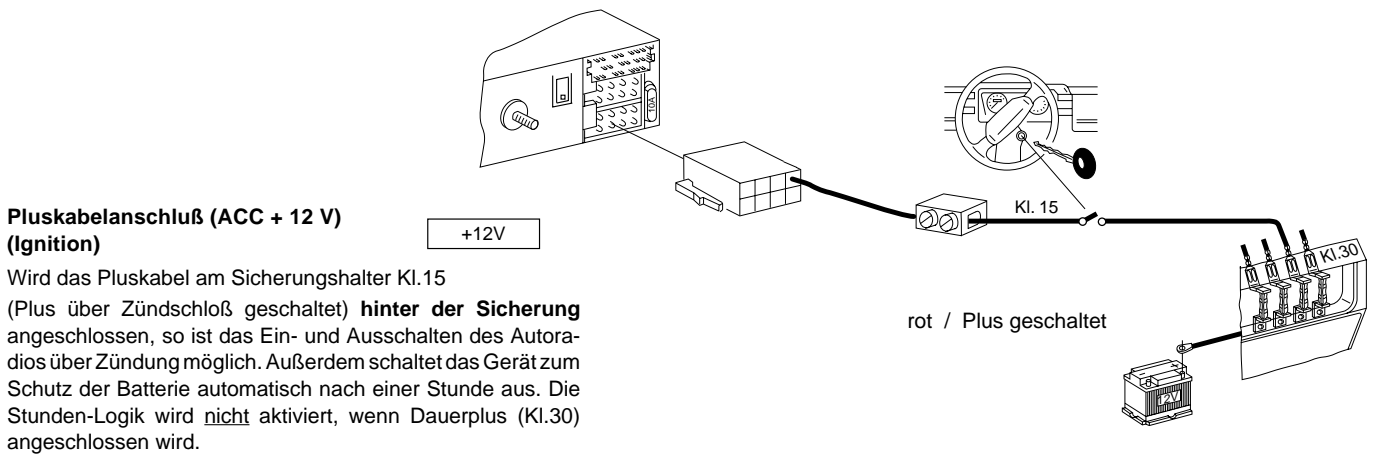 10A
Kl. 15
Kl.30
12V
rot / Plus geschaltet
Pluskabelanschluß (ACC + 12 V)
(Ignition)
+12V
Wird das Pluskabel am Sicherungshalter Kl.15
(Plus über Zündschloß geschaltet) hinter der Sicherung
angeschlossen, so ist das Ein- und Ausschalten des Autora-
dios über Zündung möglich. Außerdem schaltet das Gerät zum
Schutz der Batterie automatisch nach einer Stunde aus. Die
Stunden-Logik wird nicht aktiviert, wenn Dauerplus (Kl.30)
angeschlossen wird.